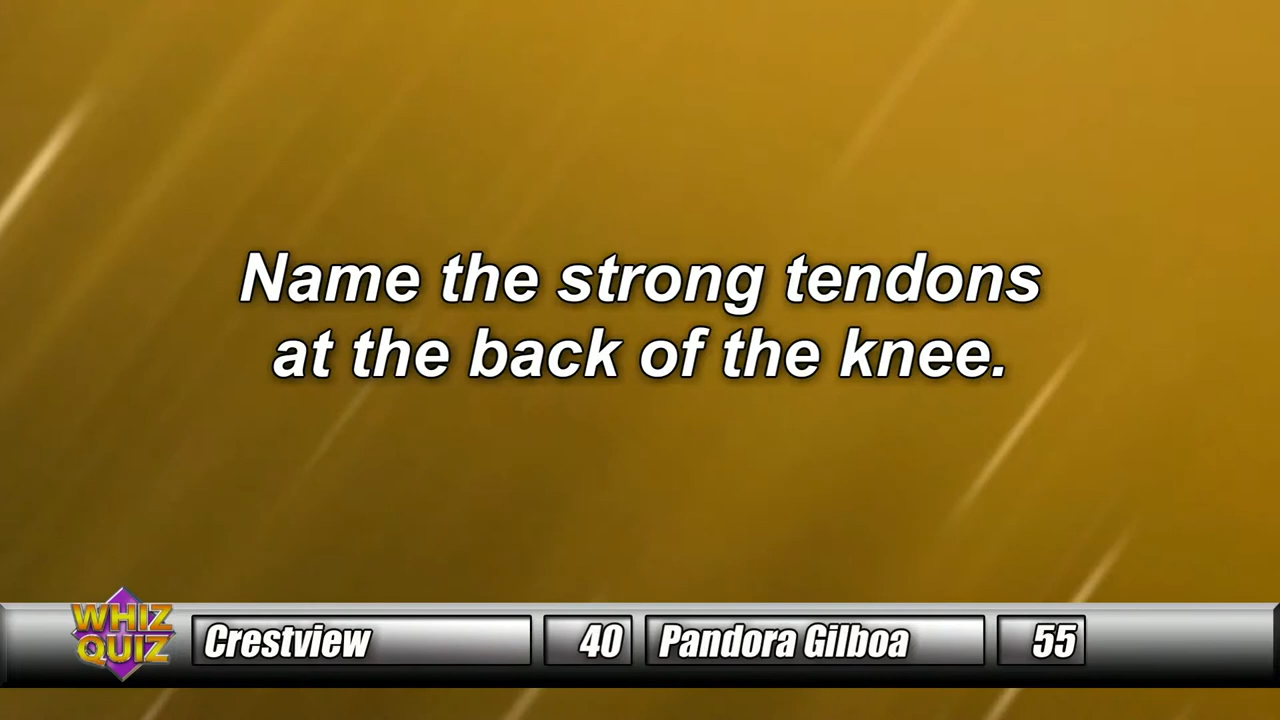 Name the strong tendons
at the back of the knee.
WHIZ
QUIZ
Crestview 40 Pandora Gilboa 55